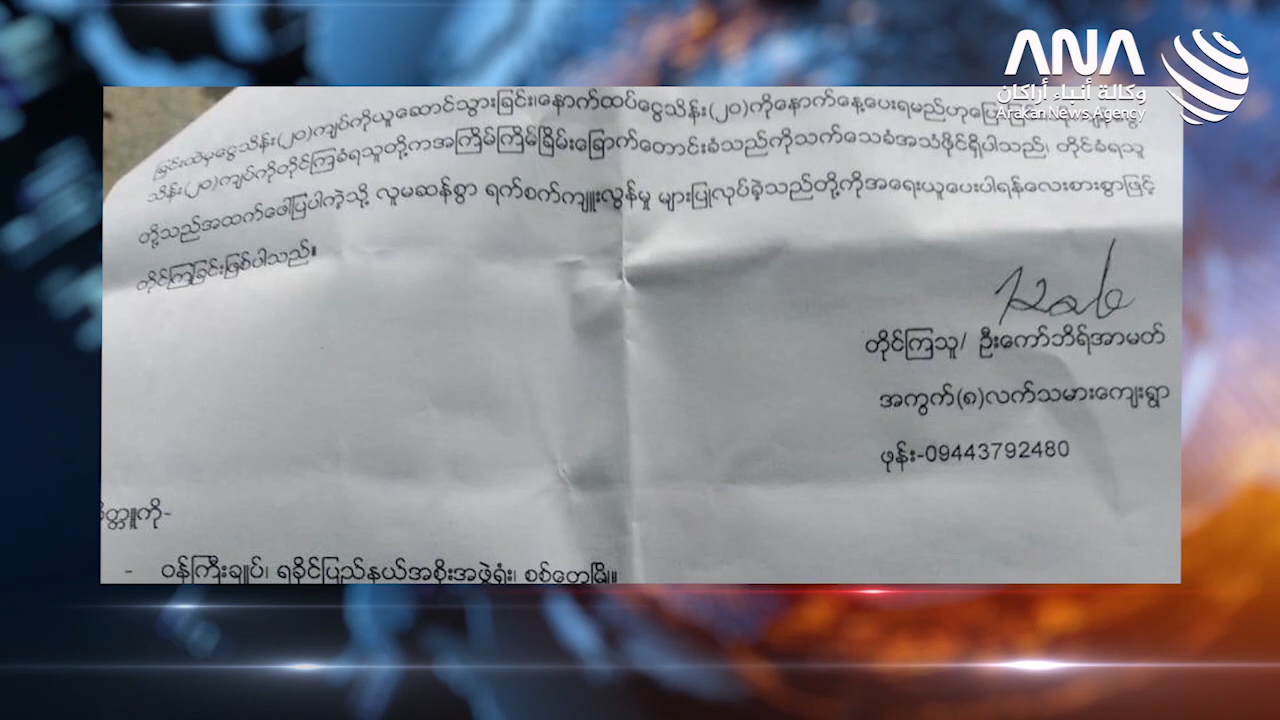 ANA
وكالة أنباء أراكان
Arakan News Agency
ခြင်းထဲမှငွေသိန်း(၂၀)ကျပ်ကိုယူဆောင်သွားခြင်း၊နောက်ထပ်ငွေသိန်း(၂၀)ကိုနောက်နေ့ပေးရမည်ဟုပြော
သိန်း(၂၀)ကျပ်ကိုတိုင်ကြခံရသူတို့ကအကြိမ်ကြိမ်ခြိမ်းခြောက်တောင်းခံသည်ကိုသက်သေခံအသံဖိုင်ရှိပါသည်၊ တိုင်ခံရသူ
တို့သည်အထက်ဖေါ်ပြပါကဲ့သို့ လူမဆန်စွာ ရက်စက်ကျူးလွန်မှု များပြုလုပ်ခဲ့သည်တို့ကိုအရေးယူပေးပါရန်လေးစားစွာဖြင့်
တိုင်ကြခြင်းဖြစ်ပါသည်။
တိုင်ကြသူ/ ဦးကော်ဘိရ်အာမတ်
အကွက်(၈)လက်သမားကျေးရွာ
ဖုန်း-09443792480
တ္တူကို-
- ဝန်ကြီးချုပ်၊ ရခိုင်ပြည်နယ်အစိုးအဖွဲ့ရုံး၊ စစ်တွေမြို့။